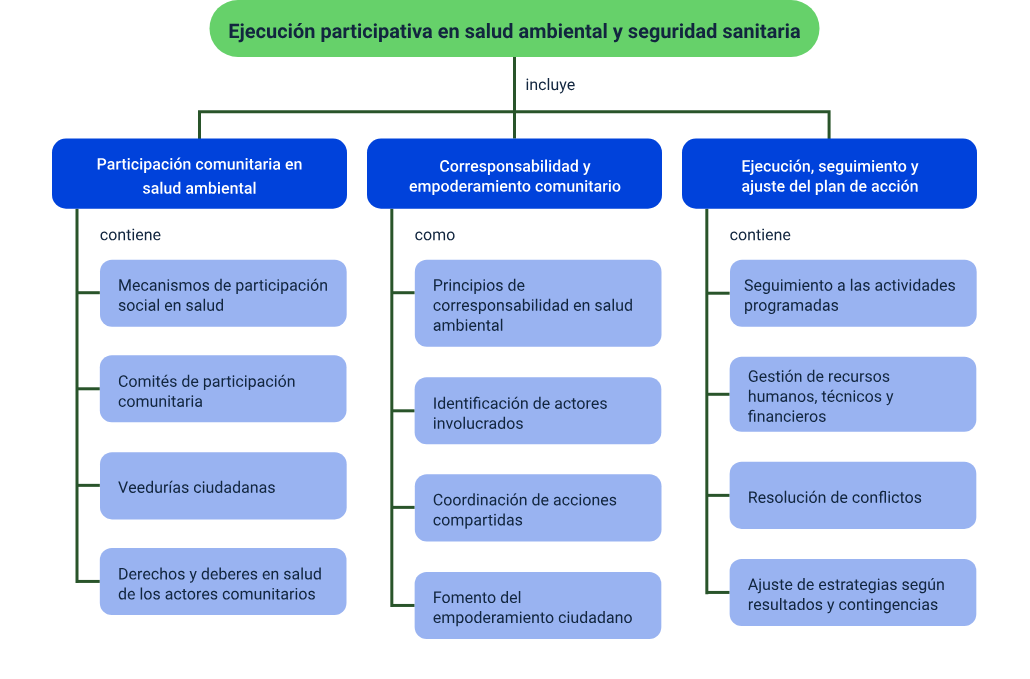 Ejecución participativa en salud ambiental y seguridad sanitaria
incluye
Participación comunitaria en
salud ambiental
contiene
Mecanismos de participación
social en salud
Comités de participación
comunitaria
Veedurías ciudadanas
Derechos y deberes en salud
de los actores comunitarios
Corresponsabilidad y
empoderamiento comunitario
como
Principios de
corresponsabilidad en salud
ambiental
Identificación de actores
involucrados
Coordinación de acciones
compartidas
Fomento del
empoderamiento ciudadano
Ejecución, seguimiento y
ajuste del plan de acción
contiene
Seguimiento a las actividades
programadas
Gestión de recursos
humanos, técnicos y
financieros
Resolución de conflictos
Ajuste de estrategias según
resultados y contingencias